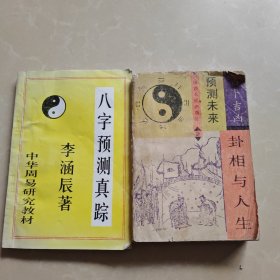 八字预测真踪
李涵辰著
中华周易研究教材
预测未来
卦相与人生